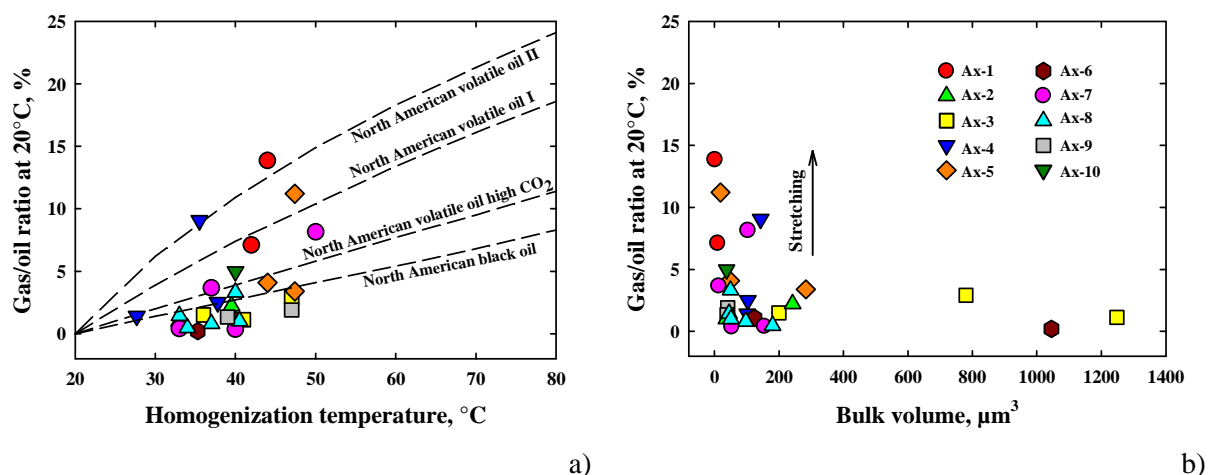 25
20
15
10
5
0
Gas/oil ratio at 20°C, %
North American volatile oil II
North American volatile oil I
North American volatile oil high CO₂
North American black oil
20 30 40 50 60 70 80
Homogenization temperature, °C
a)
25
20
15
10
5
0
Gas/oil ratio at 20°C, %
Ax-1 Ax-6
Ax-2 Ax-7
Ax-3 Ax-8
Ax-4 Ax-9
Ax-5 Ax-10
Stretching
0 200 400 600 800 1000 1200 1400
Bulk volume, µm³
b)